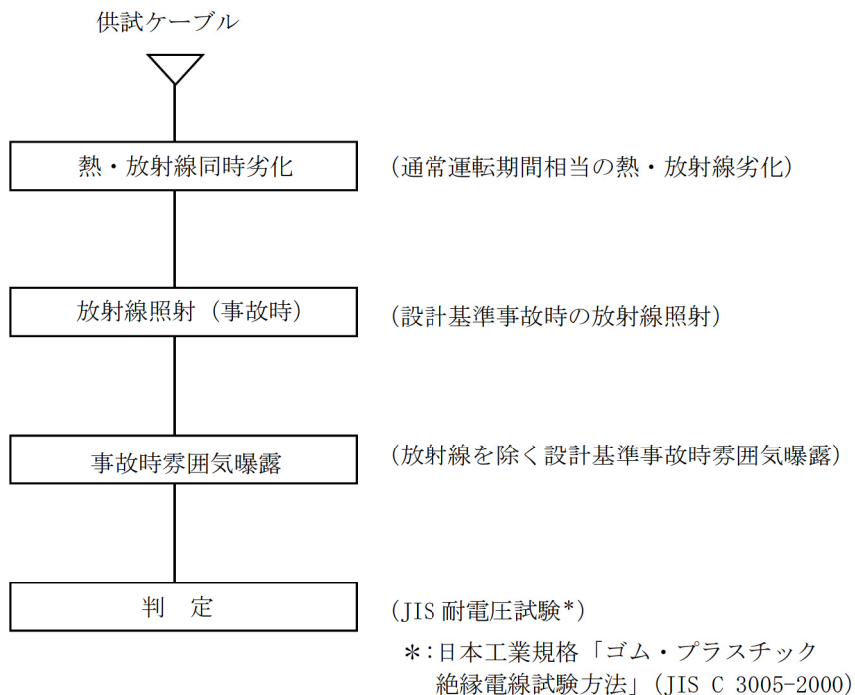 供試ケーブル
熱・放射線同時劣化
(通常運転期間相当の熱・放射線劣化)
放射線照射（事故時）
(設計基準事故時の放射線照射)
事故時雰囲気曝露
(放射線を除く設計基準事故時雰囲気曝露)
判　定
(JIS 耐電圧試験*)
*:日本工業規格「ゴム・プラスチック
絶縁電線試験方法」(JIS C 3005-2000)